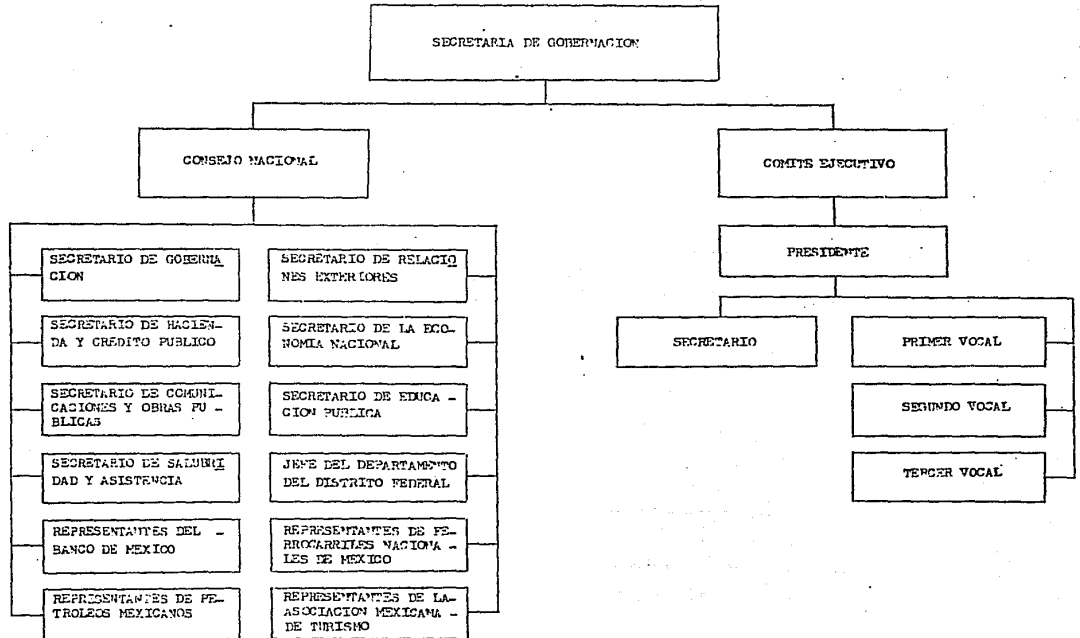 SECRETARIA DE GOBERNACION
CONSEJO NACIONAL
COMITE EJECUTIVO
PRESIDENTE
SECRETARIO DE GOBERNA
CION
SECRETARIO DE RELACIO
NES EXTERIORES
SECRETARIO DE HACIEN-
DA Y CREDITO PUBLICO
SECRETARIO DE LA ECO-
NOMIA NACIONAL
SECRETARIO DE COMUNI-
CACIONES Y OBRAS PU -
BLICAS
SECRETARIO DE EDUCA -
CION PUBLICA
SECRETARIO DE SALUBRI
DAD Y ASISTENCIA
JEFE DEL DEPARTAMENTO
DEL DISTRITO FEDERAL
REPRESENTANTES DEL -
BANCO DE MEXICO
REPRESENTANTES DE FE-
RROCARRILES NACIONA -
LES DE MEXICO
REPRESENTANTES DE PE-
TROLEOS MEXICANOS
REPRESENTANTES DE LA-
ASOCIACION MEXICANA -
DE TURISMO
SECRETARIO
PRIMER VOCAL
SEGUNDO VOCAL
TERCER VOCAL